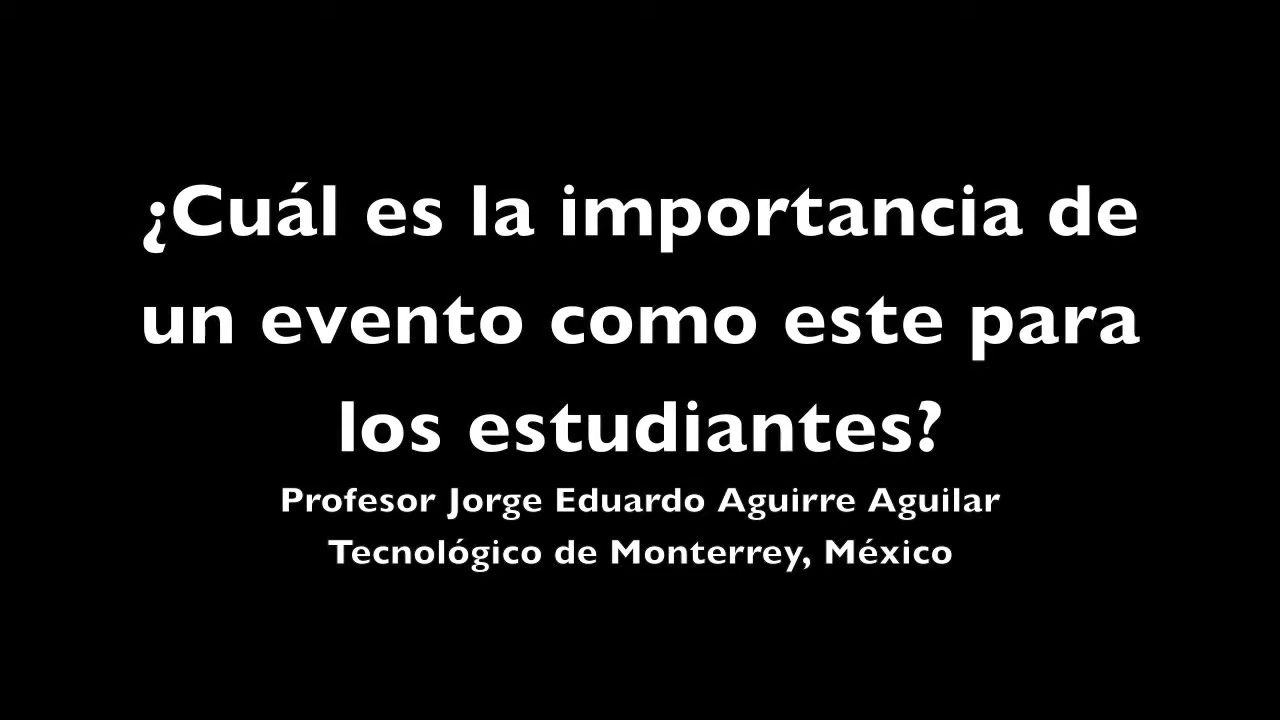 ¿Cuál es la importancia de
un evento como este para
los estudiantes?
Profesor Jorge Eduardo Aguirre Aguilar
Tecnológico de Monterrey, México